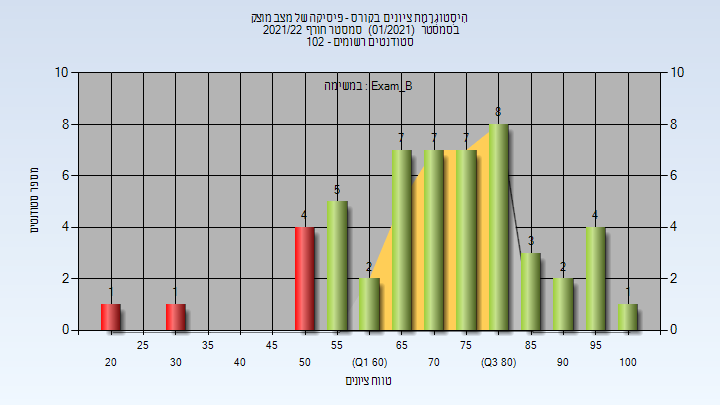 הִיסְטוֹגְרָמַת ציונים בקורס - פיסיקה של מצב מוצק
בסמסטר (01/2021) סמסטר חורף 2021/22
סטודנטים רשומים - 102
במשימה : Exam_B
10 10
8 8
6 6
4 4
2 2
0 0
מספר סטודנטים
1 1 4 5 2 7 7 7 8 3 2 4 1
25 35 45 55 65 75 85 95
20 30 40 50 (Q1 60) 70 (Q3 80) 90 100
טווח ציונים